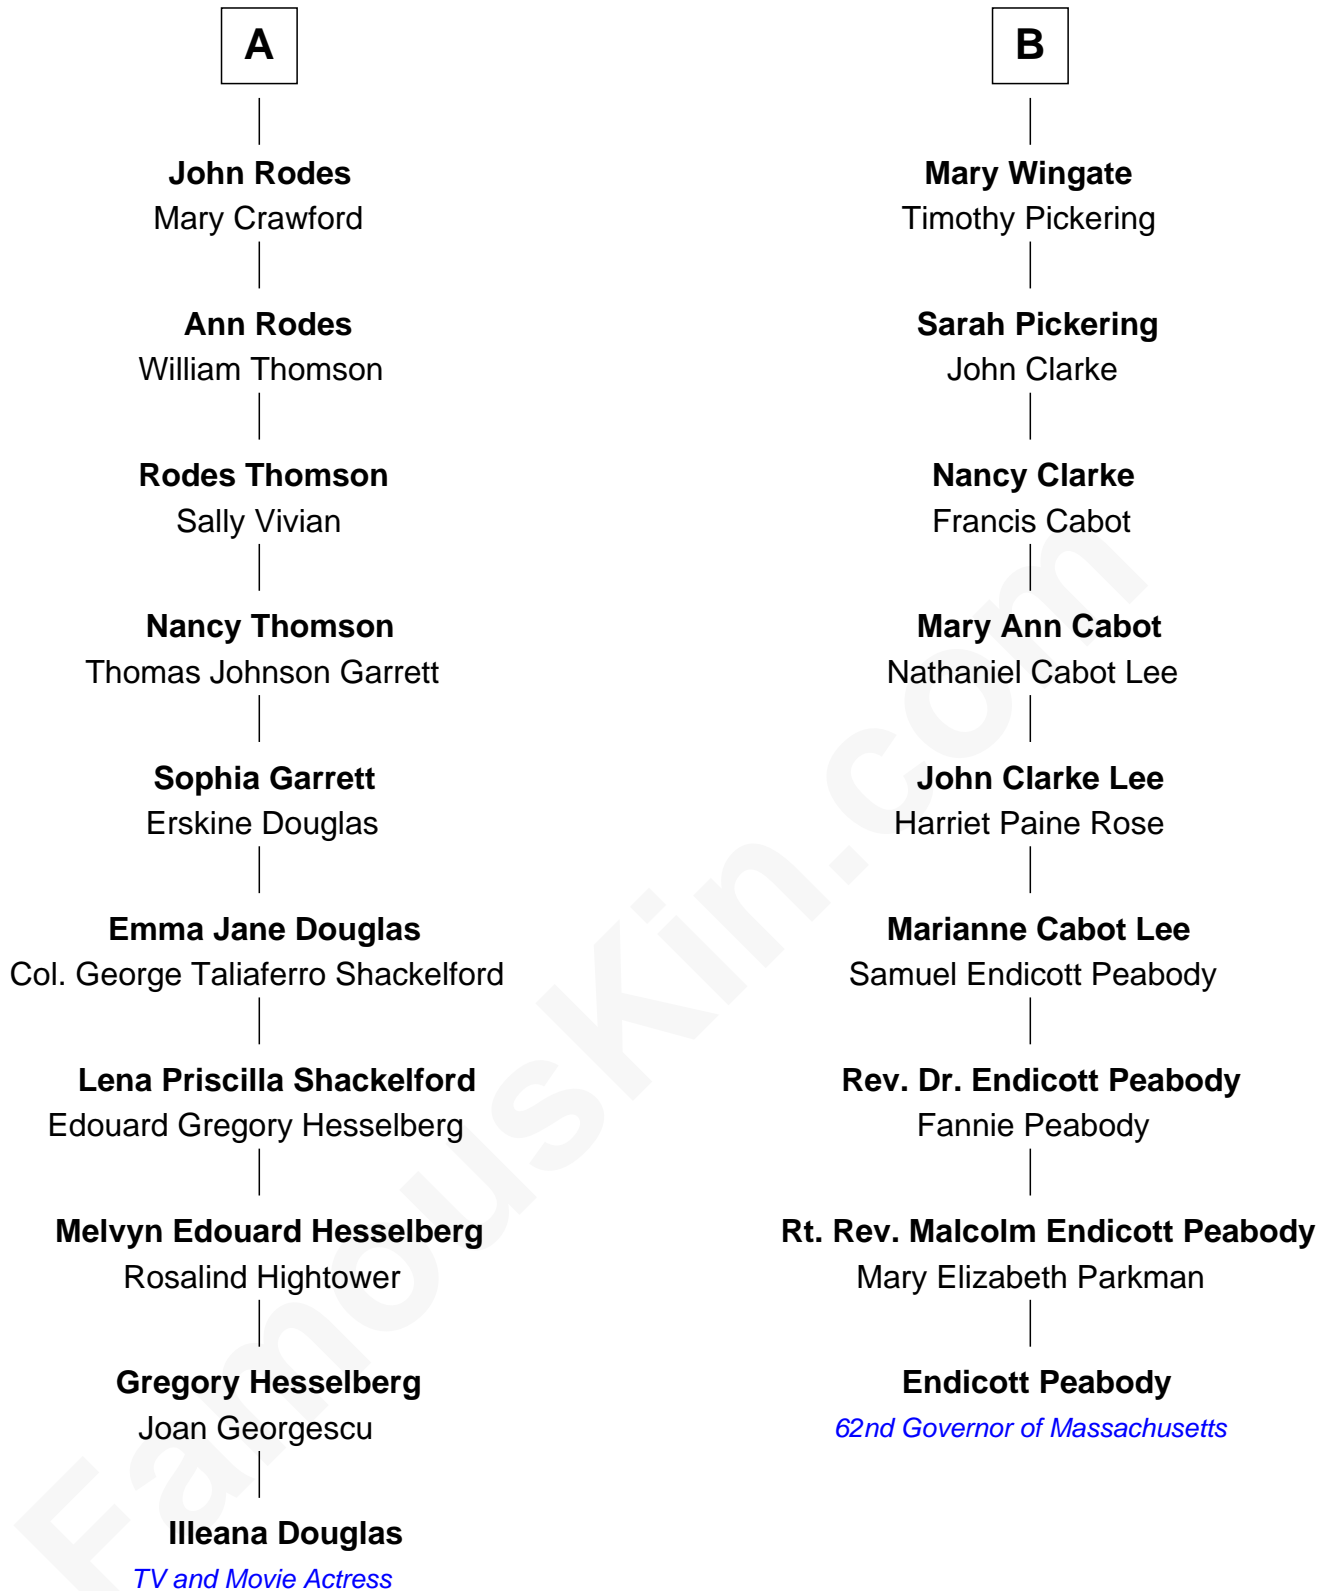 A
John Rodes
Mary Crawford
Ann Rodes
William Thomson
Rodes Thomson
Sally Vivian
Nancy Thomson
Thomas Johnson Garrett
Sophia Garrett
Erskine Douglas
Emma Jane Douglas
Col. George Taliaferro Shackelford
Lena Priscilla Shackelford
Edouard Gregory Hesselberg
Melvyn Edouard Hesselberg
Rosalind Hightower
Gregory Hesselberg
Joan Georgescu
Illeana Douglas
TV and Movie Actress
B
Mary Wingate
Timothy Pickering
Sarah Pickering
John Clarke
Nancy Clarke
Francis Cabot
Mary Ann Cabot
Nathaniel Cabot Lee
John Clarke Lee
Harriet Paine Rose
Marianne Cabot Lee
Samuel Endicott Peabody
Rev. Dr. Endicott Peabody
Fannie Peabody
Rt. Rev. Malcolm Endicott Peabody
Mary Elizabeth Parkman
Endicott Peabody
62nd Governor of Massachusetts
FamousKin.com